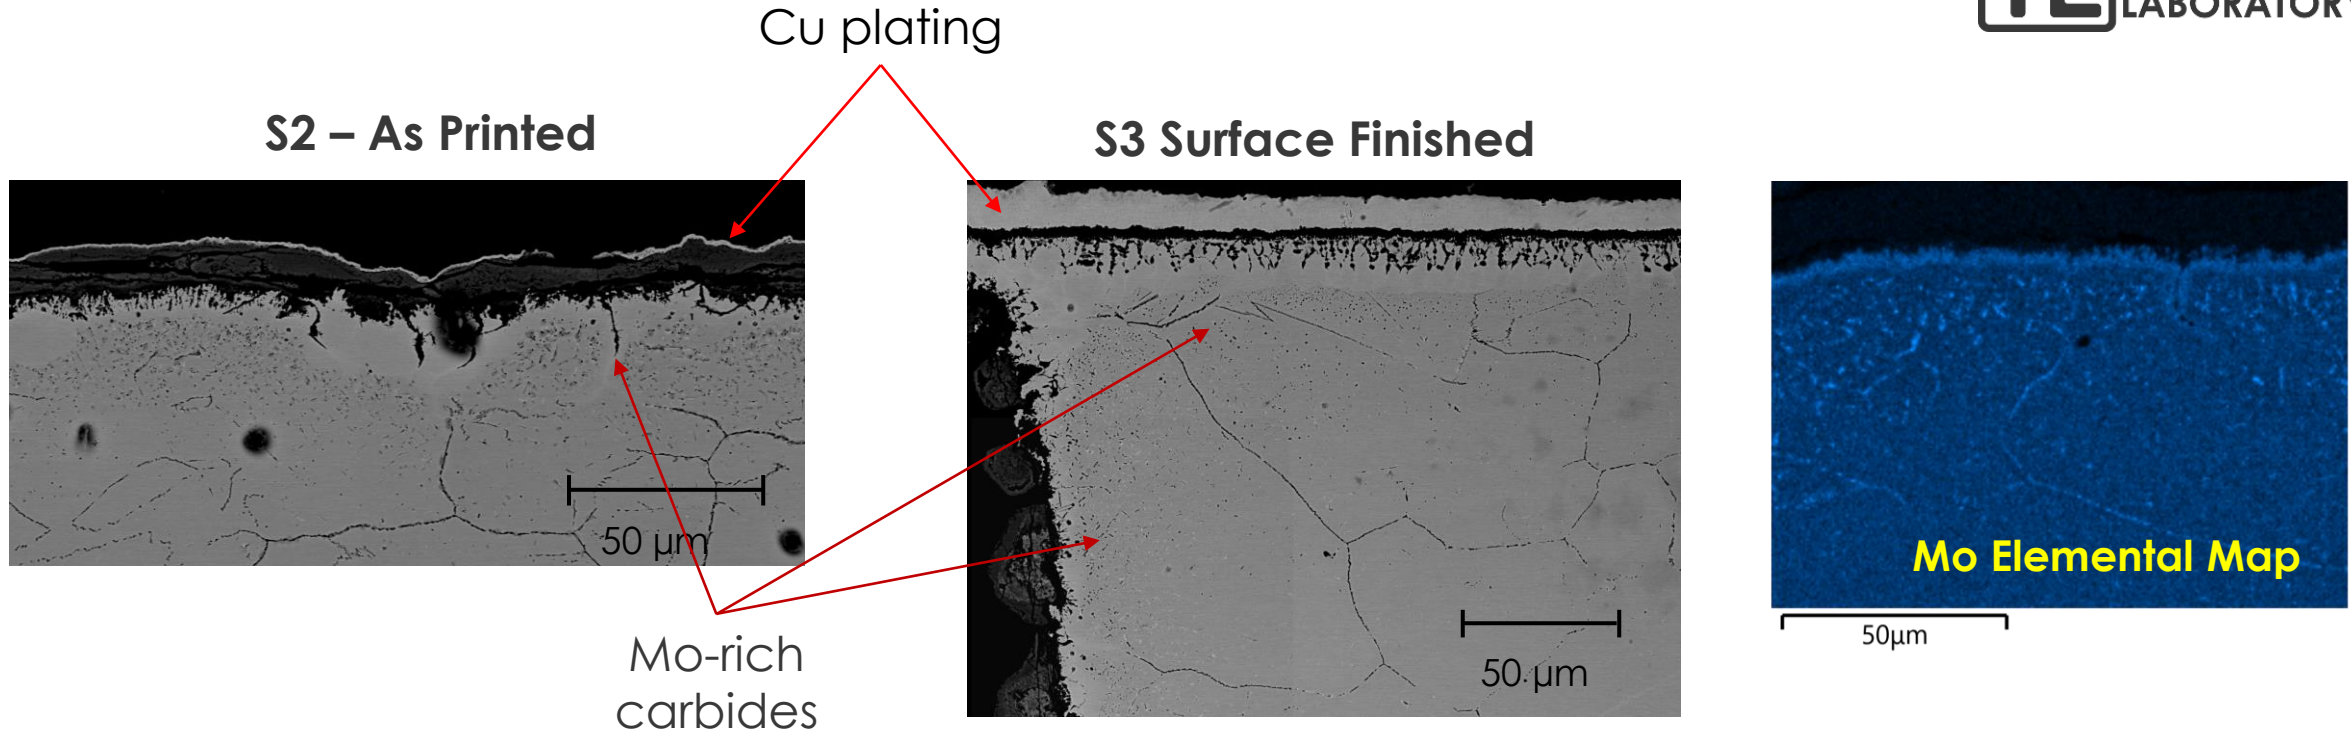 LABORATORY
Cu plating
S2 – As Printed
S3 Surface Finished
50 µm
50 µm
Mo Elemental Map
50µm
Mo-rich
carbides